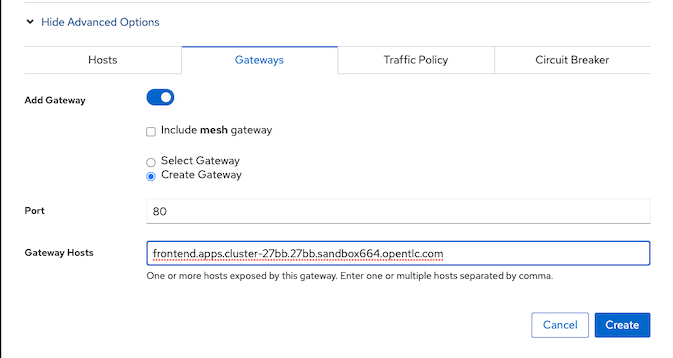 Hide Advanced Options
Hosts Gateways Traffic Policy Circuit Breaker
Add Gateway
Include mesh gateway
Select Gateway
Create Gateway
Port 80
Gateway Hosts frontend.apps.cluster-27bb.27bb.sandbox664.opentlc.com
One or more hosts exposed by this gateway. Enter one or multiple hosts separated by comma.
Cancel Create